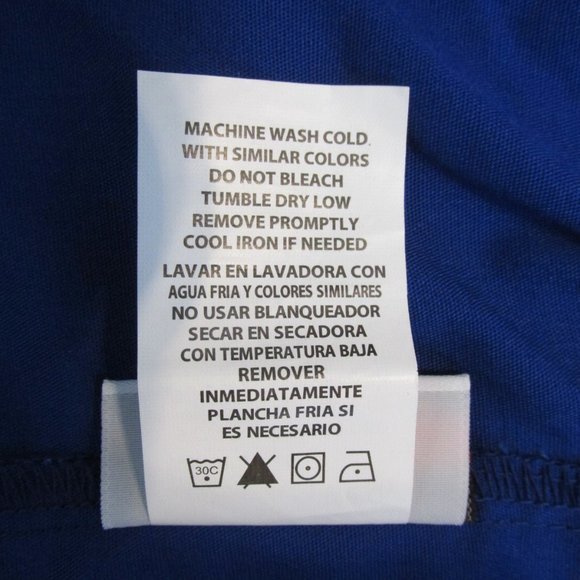 MACHINE WASH COLD
WITH SIMILAR COLORS
DO NOT BLEACH
TUMBLE DRY LOW
REMOVE PROMPTLY
COOL IRON IF NEEDED
LAVAR EN LAVADORA CON
AGUA FRIA Y COLORES SIMILARES
NO USAR BLANQUEADOR
SECAR EN SECADORA
CON TEMPERATURA BAJA
REMOVER
INMEDIATAMENTE
PLANCHA FRIA SI
ES NECESARIO
30C